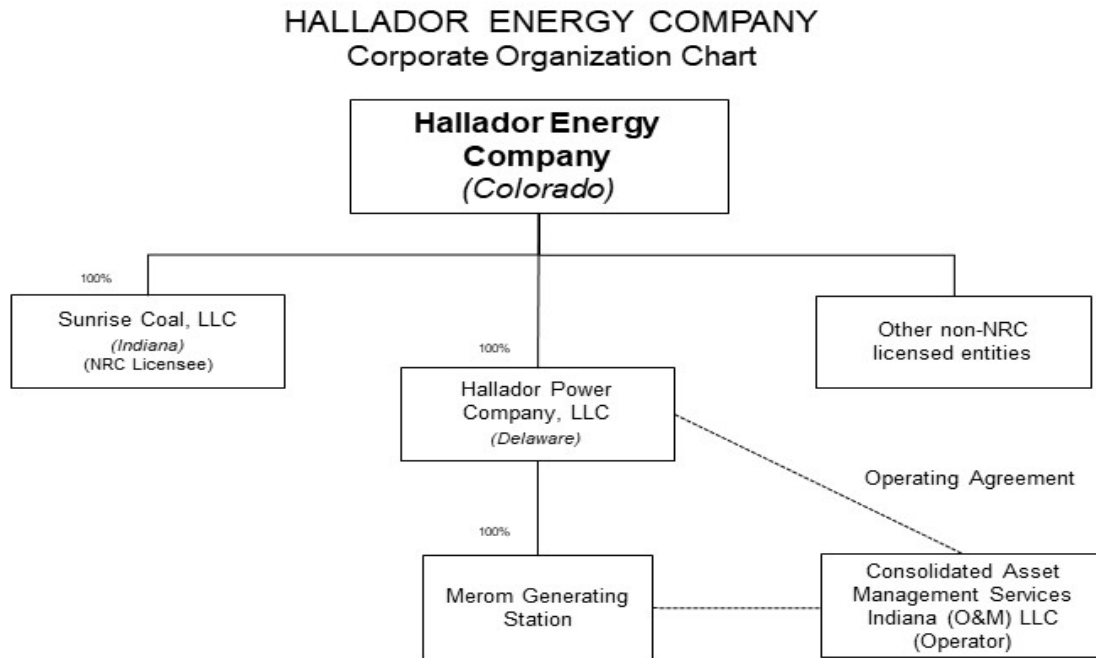 HALLADOR ENERGY COMPANY
Corporate Organization Chart
Hallador Energy
Company
(Colorado)
100%
Sunrise Coal, LLC
(Indiana)
(NRC Licensee)
100%
Hallador Power
Company, LLC
(Delaware)
Other non-NRC
licensed entities
Operating Agreement
100%
Merom Generating
Station
Consolidated Asset
Management Services
Indiana (O&M) LLC
(Operator)